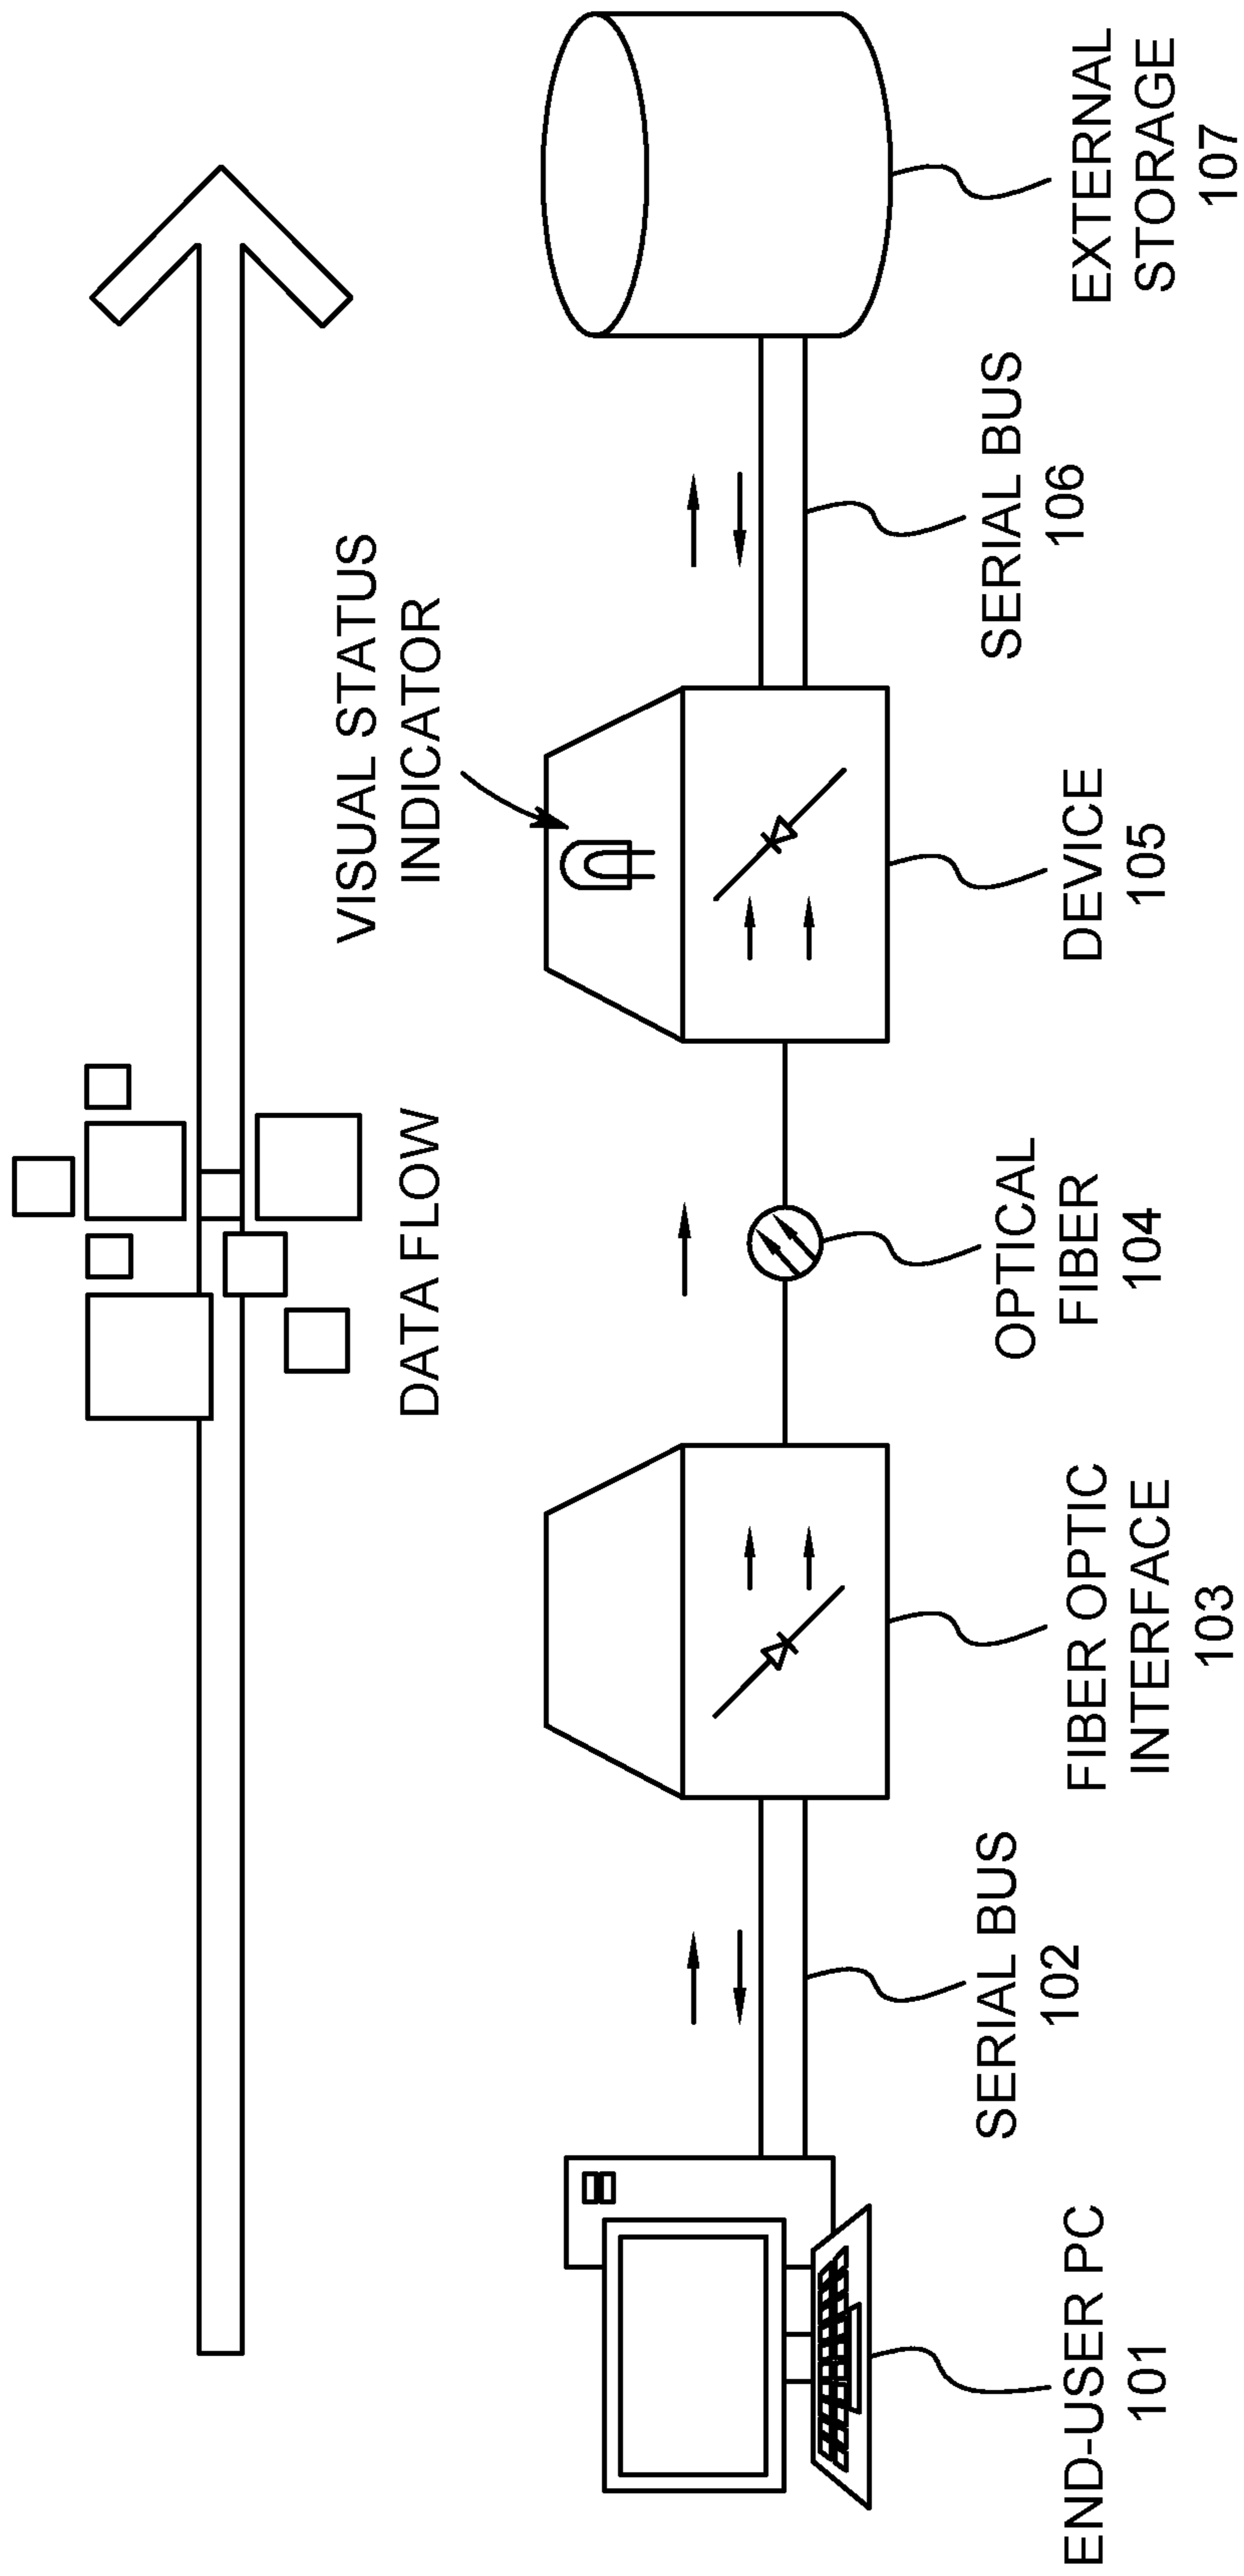 DATA FLOW
VISUAL STATUS
INDICATOR
END-USER PC
101
SERIAL BUS
102
FIBER OPTIC
INTERFACE
103
OPTICAL
FIBER
104
DEVICE
105
SERIAL BUS
106
EXTERNAL
STORAGE
107